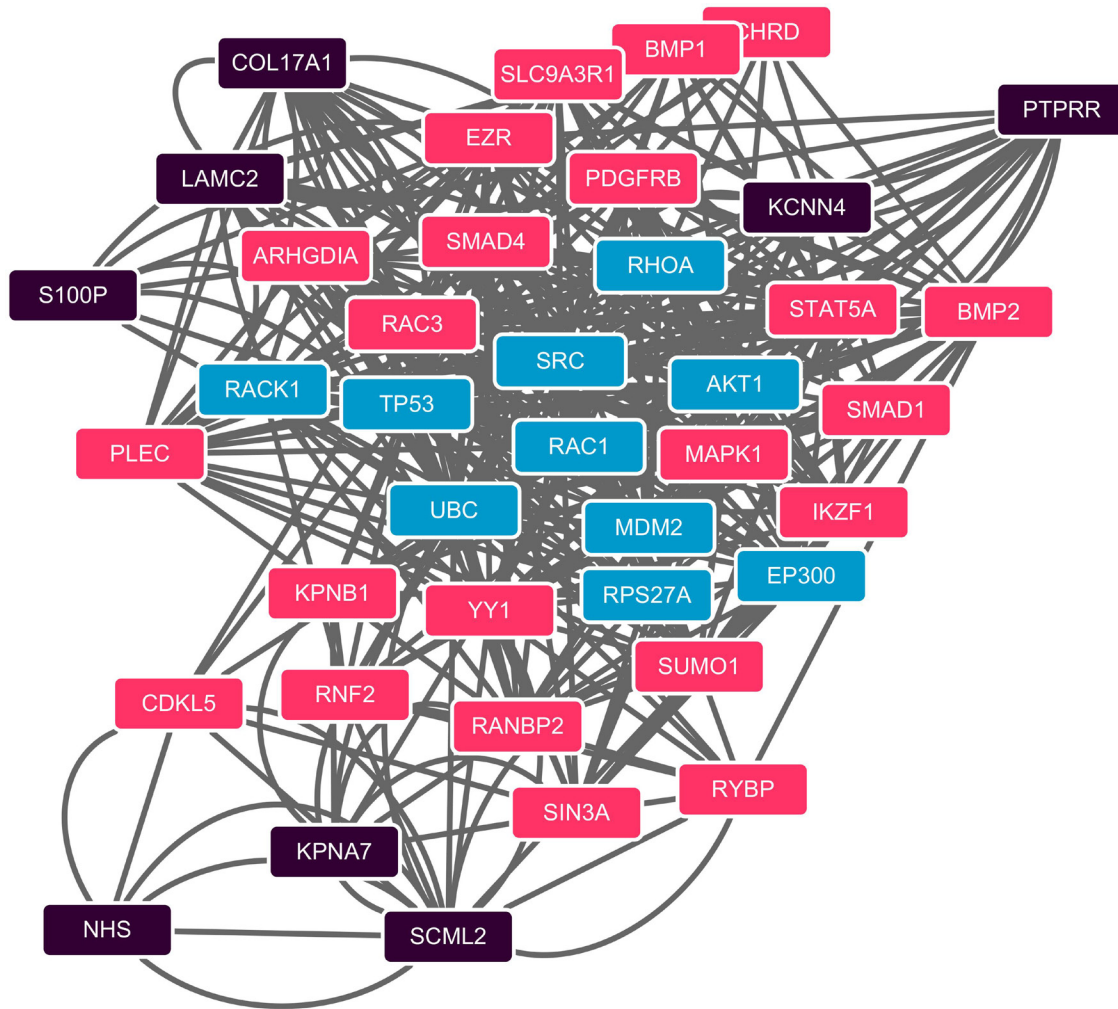 CHRD
BMP1
COL17A1
SLC9A3R1
PTPRR
EZR
LAMC2
PDGFRB
KCNN4
SMAD4
ARHGDIA
RHOA
S100P
STAT5A
BMP2
RAC3
SRC
RACK1
TP53
AKT1
SMAD1
PLEC
RAC1
MAPK1
UBC
MDM2
IKZF1
EP300
KPNB1
YY1
RPS27A
SUMO1
CDKL5
RNF2
RANBP2
RYBP
SIN3A
KPNA7
NHS
SCML2